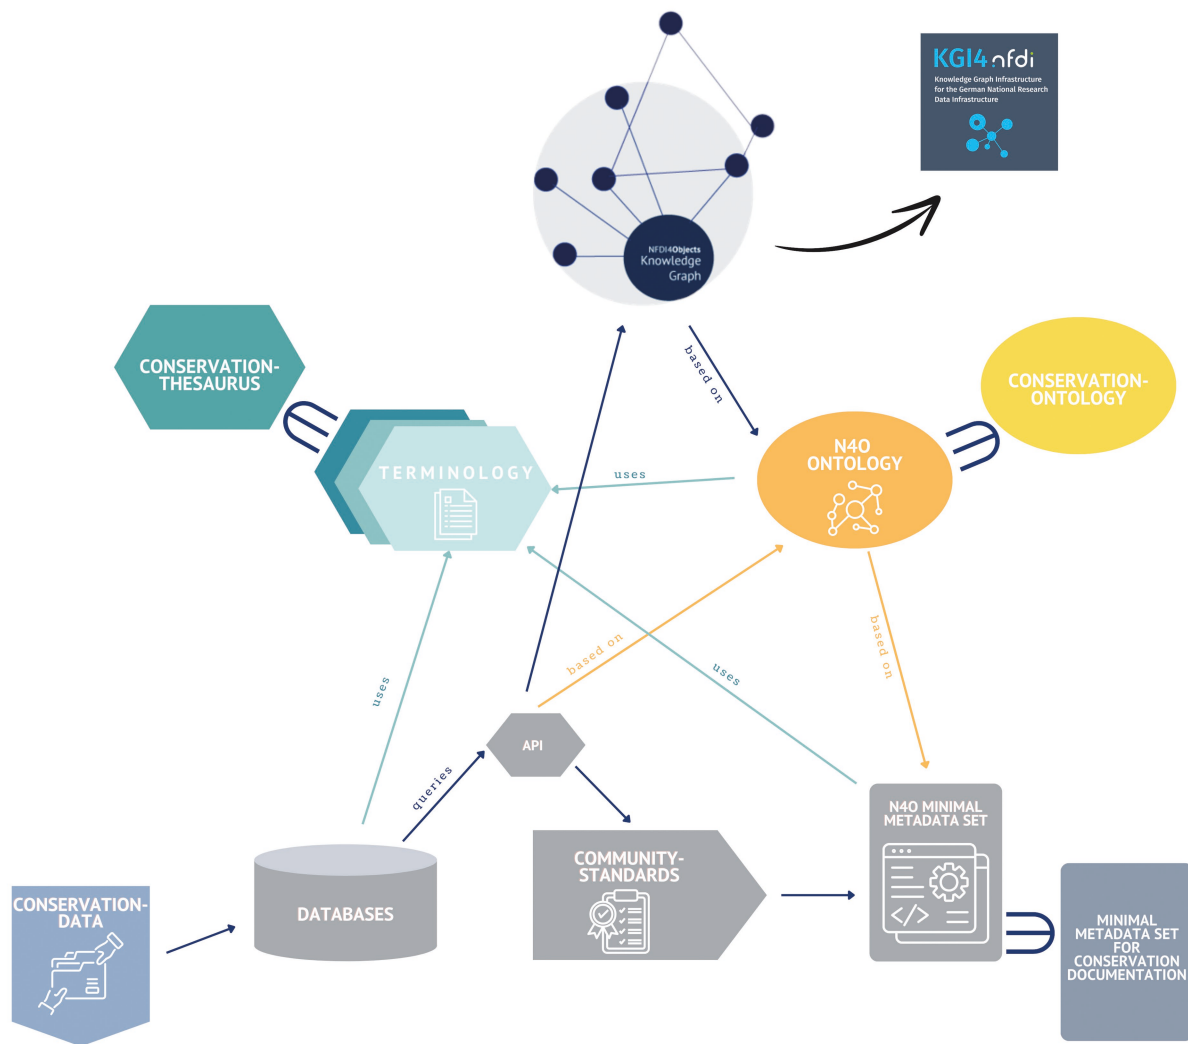 KGI4 nfdi
Knowledge Graph Infrastructure
for the German National Research
Data Infrastructure
NFDI4Objects
Knowledge
Graph
based on
CONSERVATION-
THESAURUS
CONSERVATION-
ONTOLOGY
TERMINOLOGY
uses
N4O
ONTOLOGY
based on
uses
based on
uses
API
queries
N4O MINIMAL
METADATA SET
COMMUNITY-
STANDARDS
DATABASES
CONSERVATION-
DATA
MINIMAL
METADATA SET
FOR
CONSERVATION
DOCUMENTATION